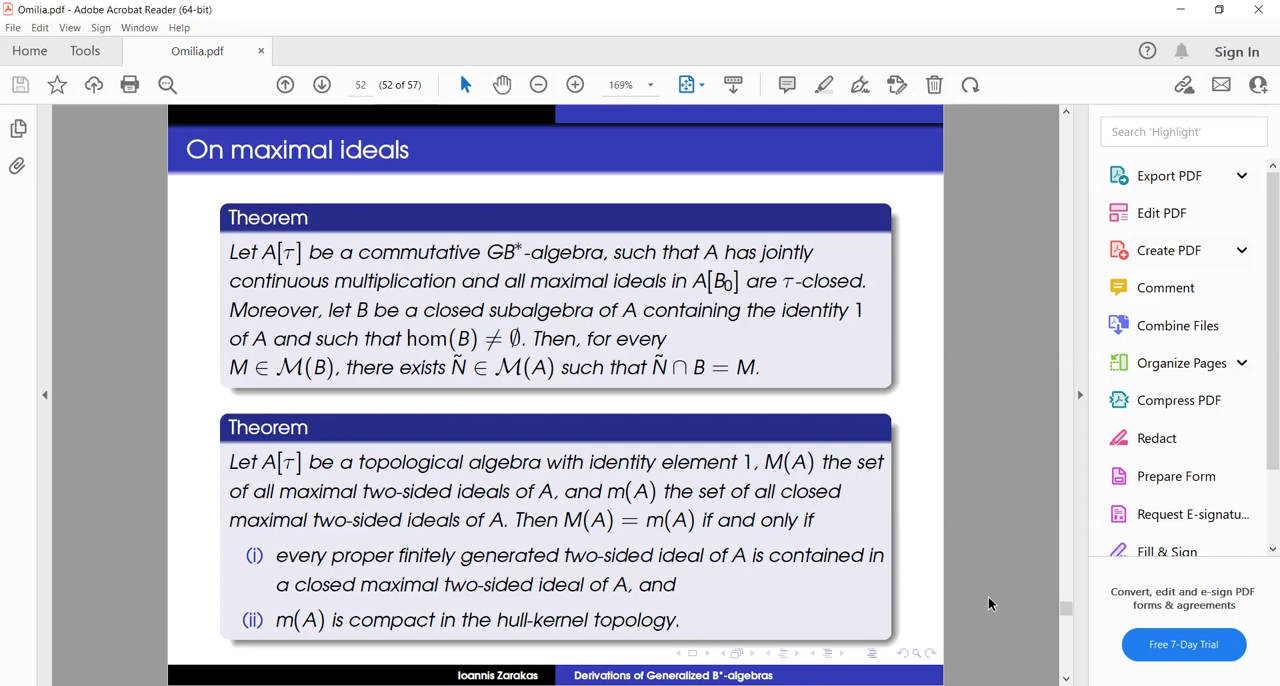 Omilia.pdf - Adobe Acrobat Reader (64-bit)
File Edit View Sign Window Help
Home Tools Omilia.pdf × Sign In
52 (52 of 57) 169%
On maximal ideals
Theorem
Let A[τ] be a commutative GB*-algebra, such that A has jointly
continuous multiplication and all maximal ideals in A[B₀] are τ-closed.
Moreover, let B be a closed subalgebra of A containing the identity 1
of A and such that hom(B) ≠ ∅. Then, for every
M ∈ ℳ(B), there exists Ñ ∈ ℳ(A) such that Ñ ∩ B = M.
Theorem
Let A[τ] be a topological algebra with identity element 1, M(A) the set
of all maximal two-sided ideals of A, and m(A) the set of all closed
maximal two-sided ideals of A. Then M(A) = m(A) if and only if
(i) every proper finitely generated two-sided ideal of A is contained in
a closed maximal two-sided ideal of A, and
(ii) m(A) is compact in the hull-kernel topology.
Ioannis Zarakas Derivations of Generalized B*-algebras
Search 'Highlight'
Export PDF
Edit PDF
Create PDF
Comment
Combine Files
Organize Pages
Compress PDF
Redact
Prepare Form
Request E-signatu...
Fill & Sign
Convert, edit and e-sign PDF
forms & agreements
Free 7-Day Trial